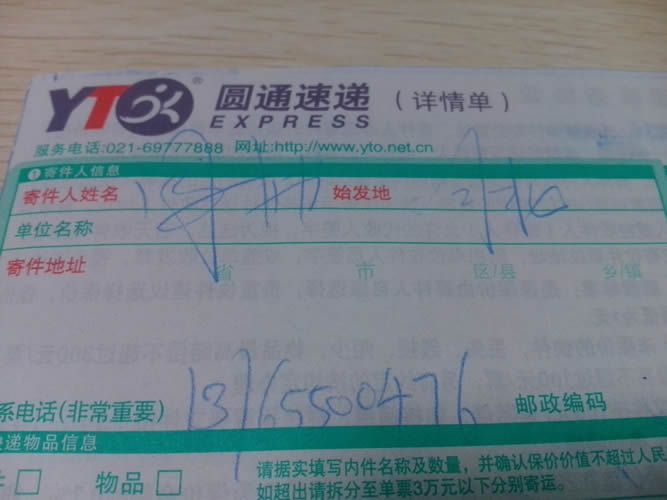 YTO® 圆通速递 (详情单)
EXPRESS
服务电话:021-69777888 网址:http://www.yto.net.cn
❶寄件人信息
寄件人姓名 始发地
单位名称
寄件地址 省 市 区/县 乡/镇
系电话(非常重要) 13165500476 邮政编码
快递物品信息
件 □ 物品 □ 请据实填写内件名称及数量，并确认保价价值不超过人民
如超出请拆分至单票3万元以下分别寄运。